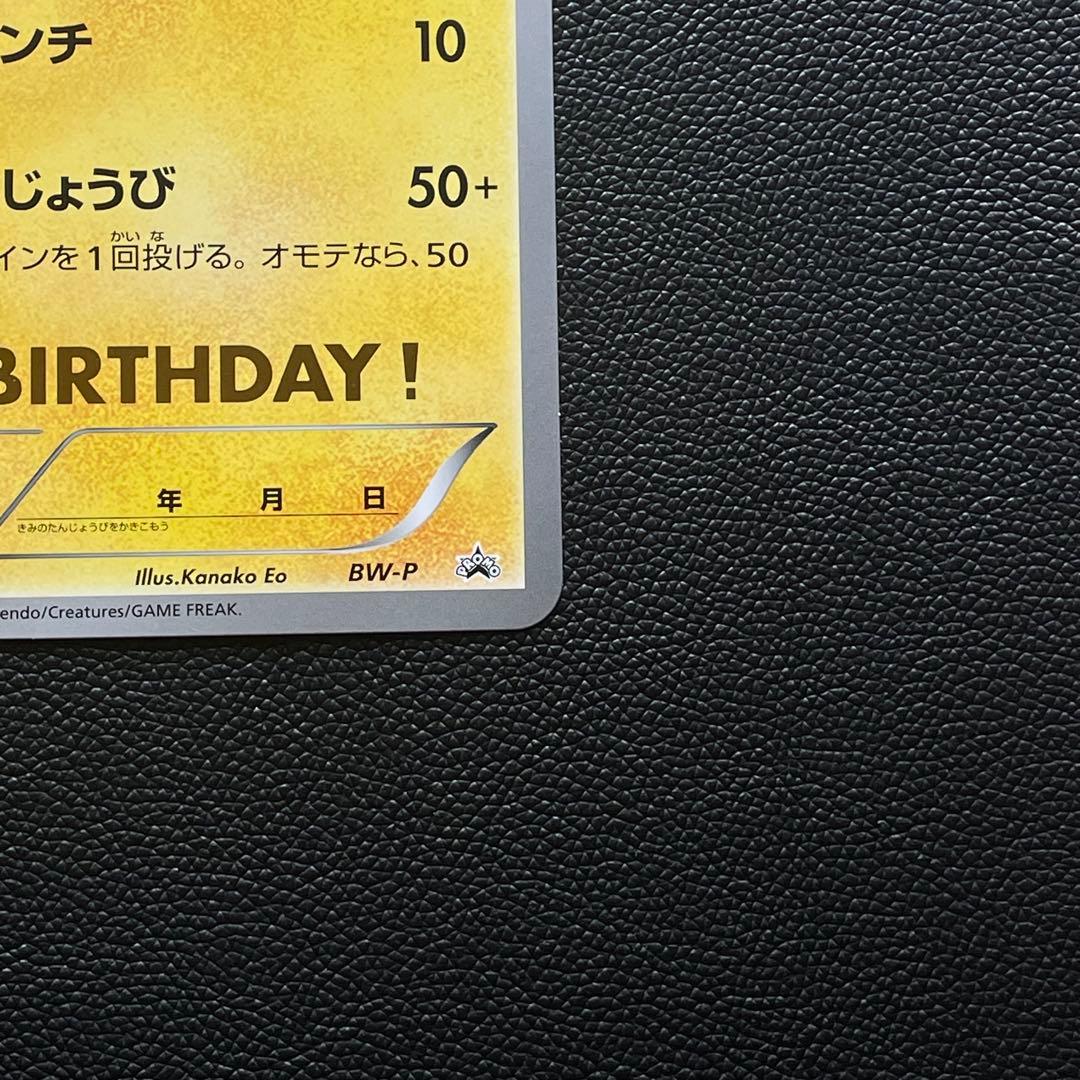 ンチ 10
じょうび 50+
インを1回投げる。オモテなら、50
かい な
BIRTHDAY!
年 月 日
きみのたんじょうびをかきこもう
Illus.Kanako Eo BW-P PROMO
endo/Creatures/GAME FREAK.